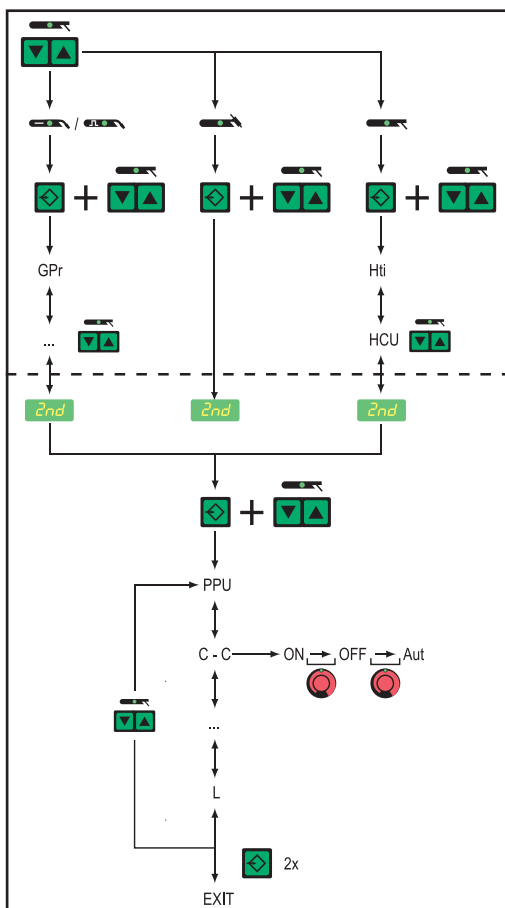 /
+ + +
GPr Hti
... HCU
2nd 2nd 2nd
+
PPU
C - C ON OFF Aut
...
L
2x
EXIT